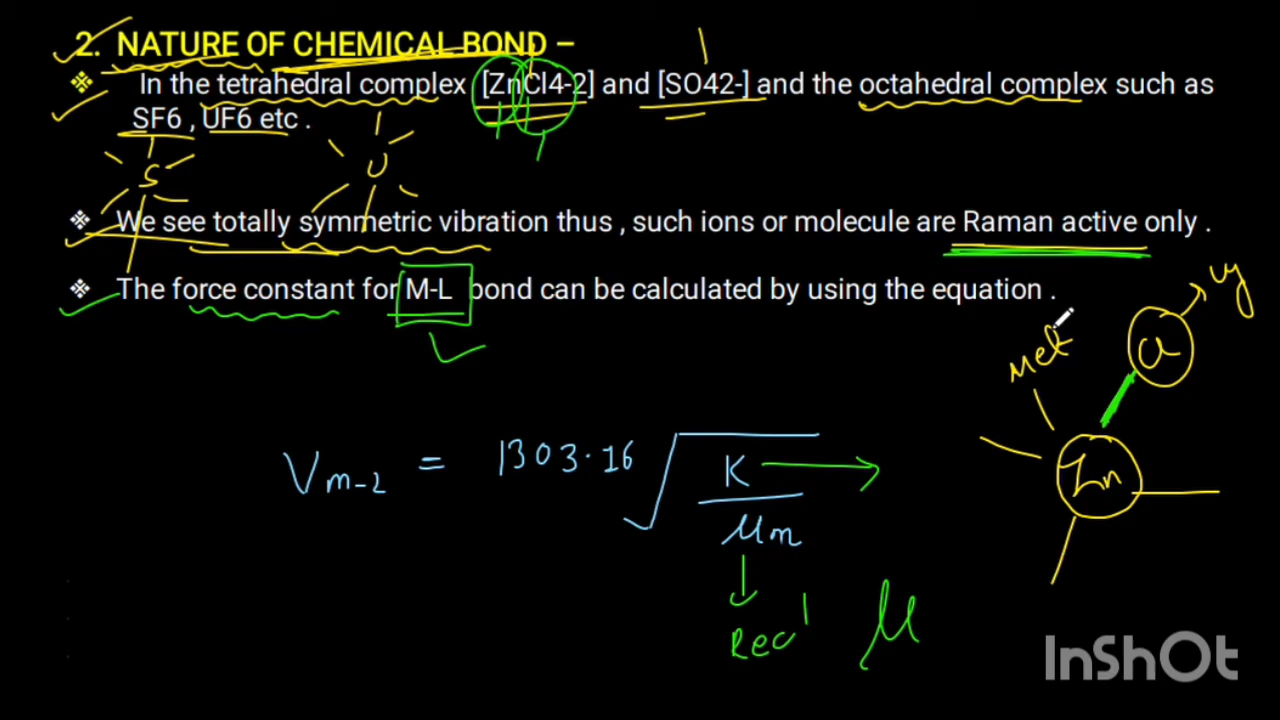 2. NATURE OF CHEMICAL BOND –
❖ In the tetrahedral complex [ZnCl4-2] and [SO42-] and the octahedral complex such as
SF6 , UF6 etc .
S U
❖ We see totally symmetric vibration thus , such ions or molecule are Raman active only .
❖ The force constant for M-L bond can be calculated by using the equation .
Cl
Zn
Vm-2 = 1303.16 √ K / μm
Rec μ
InShOt